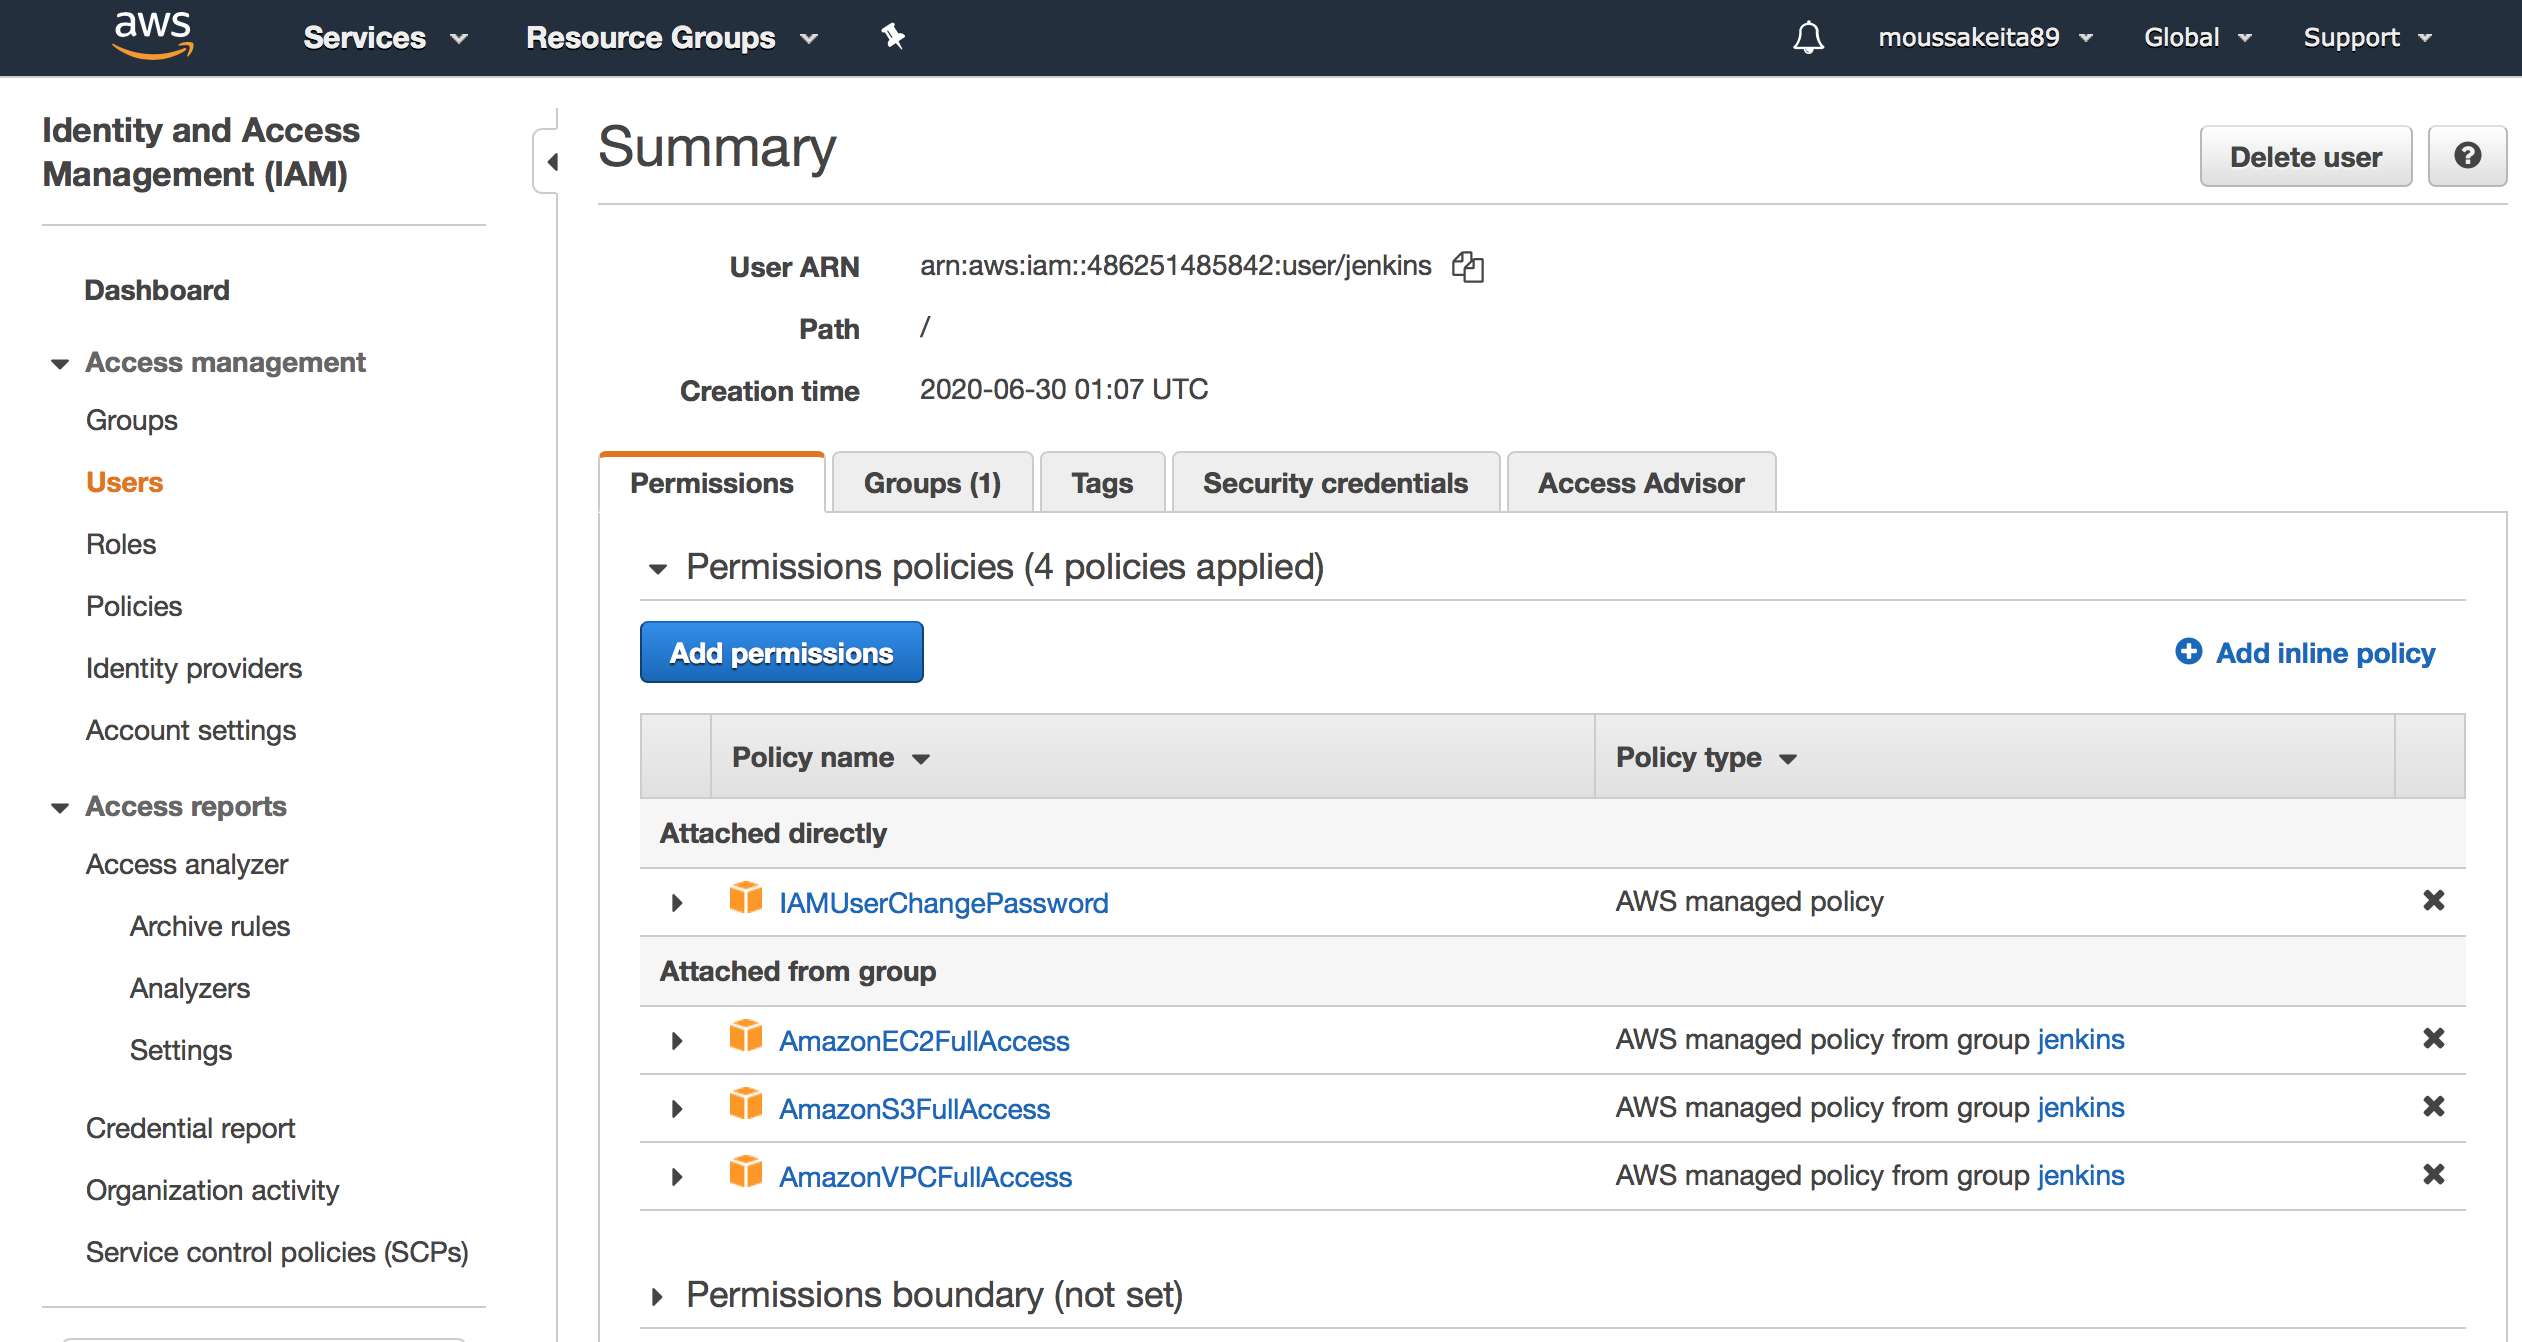 aws
Services
Resource Groups
moussakeita89
Global
Support
Identity and Access
Management (IAM)
Dashboard
Access management
Groups
Users
Roles
Policies
Identity providers
Account settings
Access reports
Access analyzer
Archive rules
Analyzers
Settings
Credential report
Organization activity
Service control policies (SCPs)
Summary
Delete user
?
User ARN arn:aws:iam::486251485842:user/jenkins
Path /
Creation time 2020-06-30 01:07 UTC
Permissions
Groups (1)
Tags
Security credentials
Access Advisor
Permissions policies (4 policies applied)
Add permissions
Add inline policy
Policy name
Policy type
Attached directly
IAMUserChangePassword AWS managed policy
Attached from group
AmazonEC2FullAccess AWS managed policy from group jenkins
AmazonS3FullAccess AWS managed policy from group jenkins
AmazonVPCFullAccess AWS managed policy from group jenkins
Permissions boundary (not set)